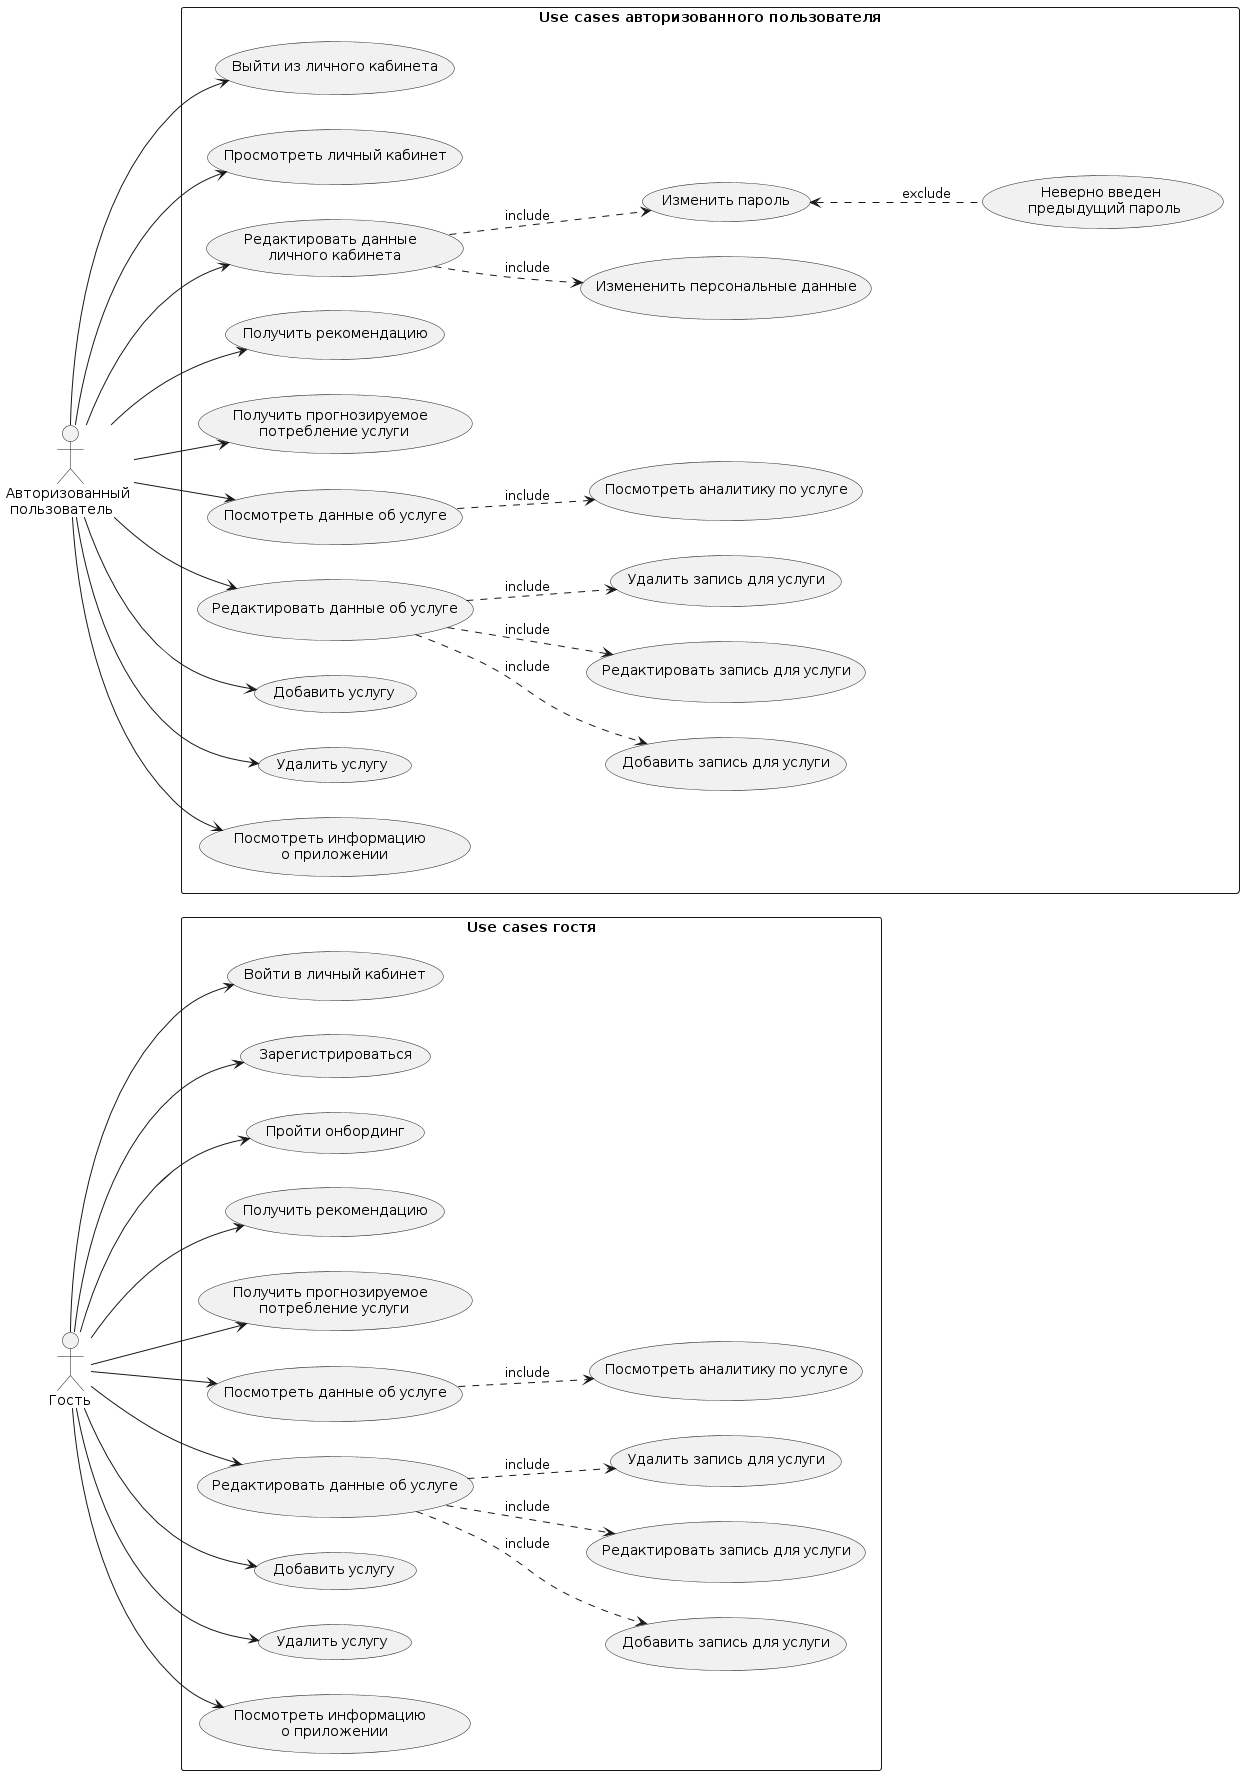 Use cases авторизованного пользователя
Выйти из личного кабинета
Просмотреть личный кабинет
Редактировать данные
личного кабинета
include
include
Изменить пароль
exclude
Неверно введен
предыдущий пароль
Измененить персональные данные
Получить рекомендацию
Получить прогнозируемое
потребление услуги
Авторизованный
пользователь
Посмотреть данные об услуге
include
Посмотреть аналитику по услуге
Редактировать данные об услуге
include
include
include
Удалить запись для услуги
Редактировать запись для услуги
Добавить запись для услуги
Добавить услугу
Удалить услугу
Посмотреть информацию
о приложении
Use cases гостя
Войти в личный кабинет
Зарегистрироваться
Пройти онбординг
Получить рекомендацию
Получить прогнозируемое
потребление услуги
Гость
Посмотреть данные об услуге
include
Посмотреть аналитику по услуге
Редактировать данные об услуге
include
include
include
Удалить запись для услуги
Редактировать запись для услуги
Добавить запись для услуги
Добавить услугу
Удалить услугу
Посмотреть информацию
о приложении